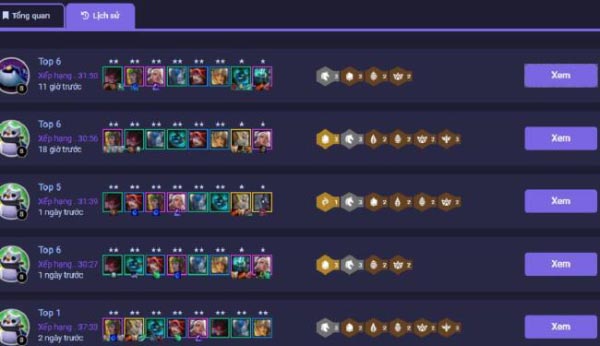 Tổng quan
Lịch sử
Top 6
Xếp hạng . 31:50
11 giờ trước
Xem
Top 6
Xếp hạng . 30:56
18 giờ trước
Xem
Top 5
Xếp hạng . 31:39
1 ngày trước
Xem
Top 6
Xếp hạng . 30:27
1 ngày trước
Xem
Top 1
Xếp hạng . 37:33
2 ngày trước
Xem